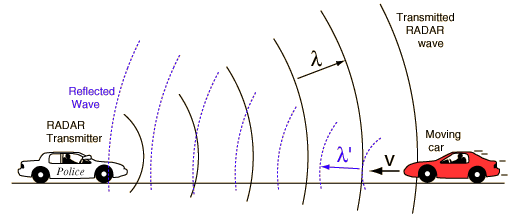 Transmitted
RADAR
wave
λ
Reflected
Wave
RADAR
Transmitter
Moving
car
λ'
v
Police